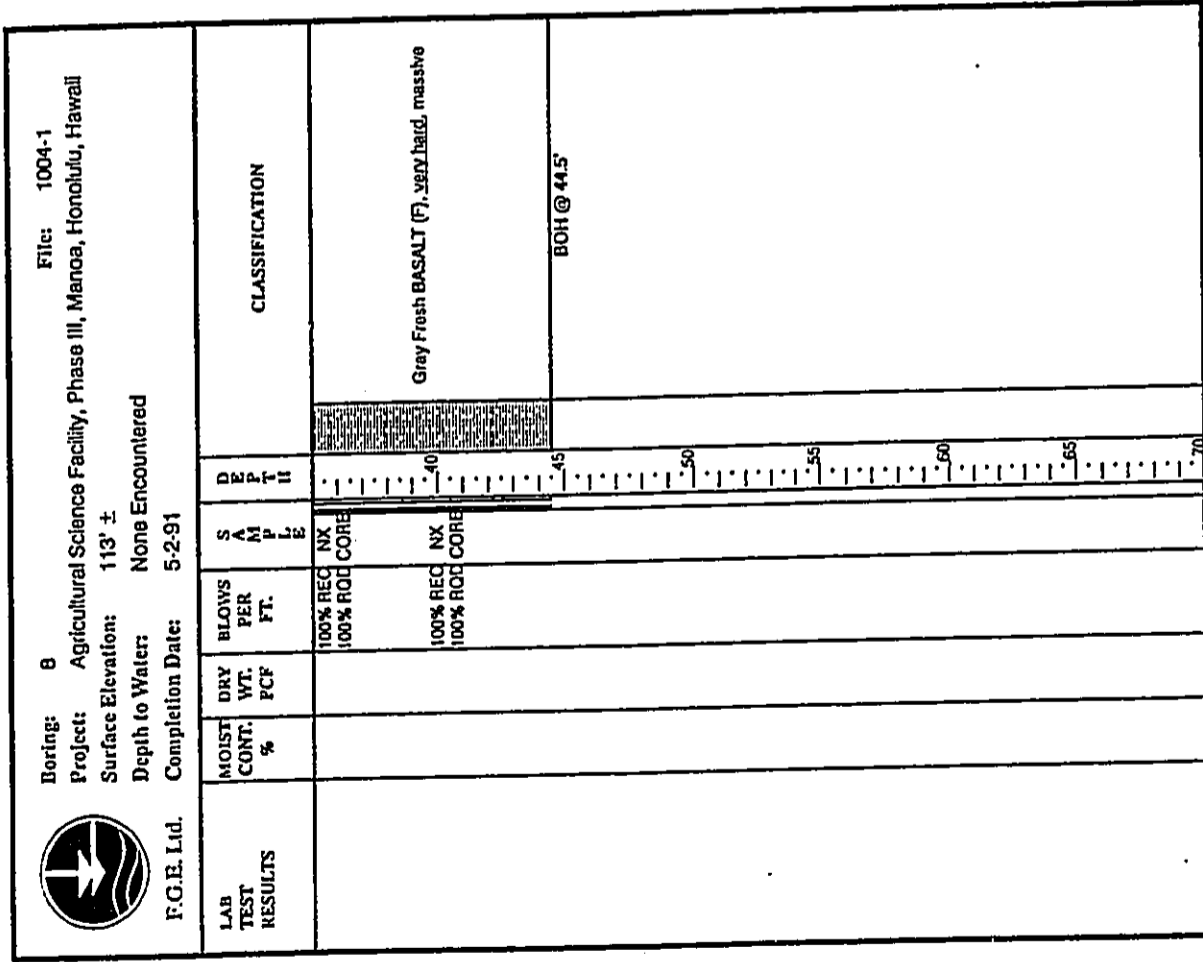 Boring: 8 File: 1004-1
Project: Agricultural Science Facility, Phase III, Manoa, Honolulu, Hawaii
Surface Elevation: 113' ±
Depth to Water: None Encountered
F.G.E. Ltd. Completion Date: 5-2-91
LAB TEST RESULTS
MOIST CONT. %
DRY WT. PCF
BLOWS PER FT.
SAMPLE
DEPTH
CLASSIFICATION
100% REC NX
100% RQD CORE
40
100% REC NX
100% RQD CORE
Gray Fresh BASALT (F), very hard, massive
45
BOH @ 44.5'
50
55
60
65
70